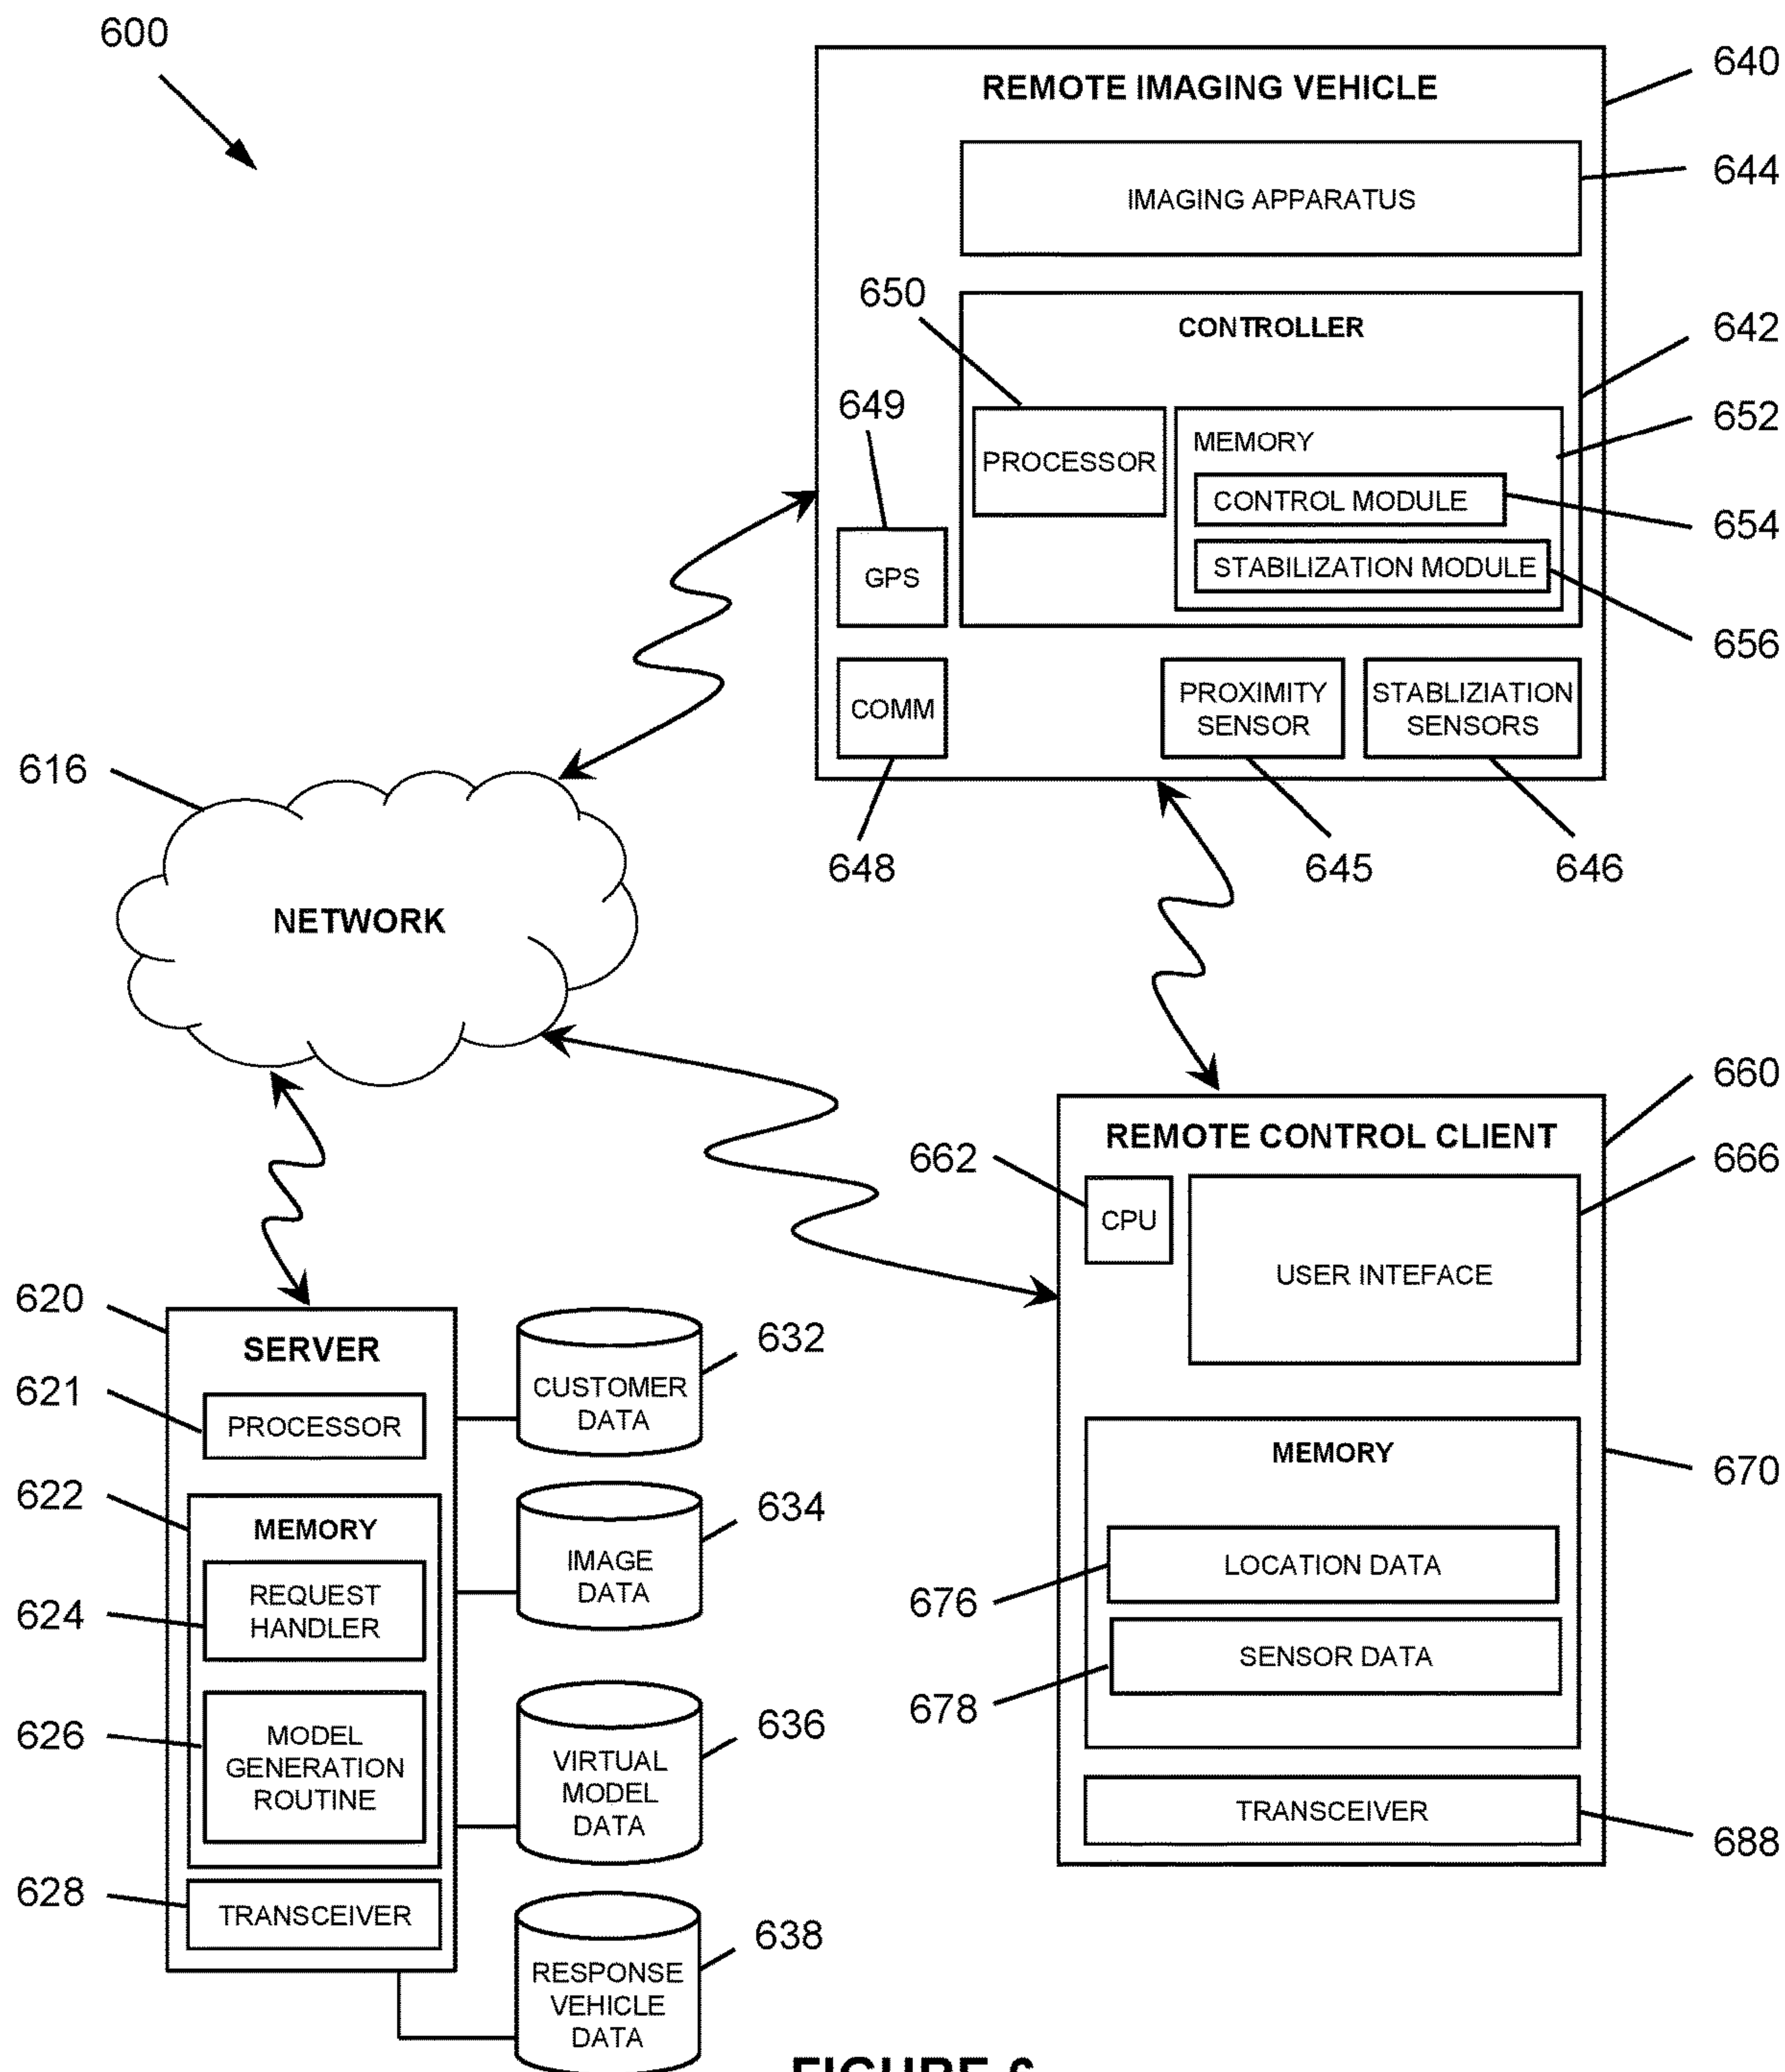 600
REMOTE IMAGING VEHICLE
640
IMAGING APPARATUS
644
650
CONTROLLER
642
649
PROCESSOR
MEMORY
652
CONTROL MODULE
654
GPS
STABILIZATION MODULE
656
COMM
PROXIMITY
SENSOR
STABLIZIATION
SENSORS
616
648
645
646
NETWORK
660
REMOTE CONTROL CLIENT
662
666
CPU
USER INTEFACE
620
SERVER
632
CUSTOMER
DATA
621
PROCESSOR
MEMORY
670
622
MEMORY
634
IMAGE
DATA
624
REQUEST
HANDLER
LOCATION DATA
676
SENSOR DATA
678
626
MODEL
GENERATION
ROUTINE
636
VIRTUAL
MODEL
DATA
TRANSCEIVER
688
628
TRANSCEIVER
638
RESPONSE
VEHICLE
DATA
FIGURE 6